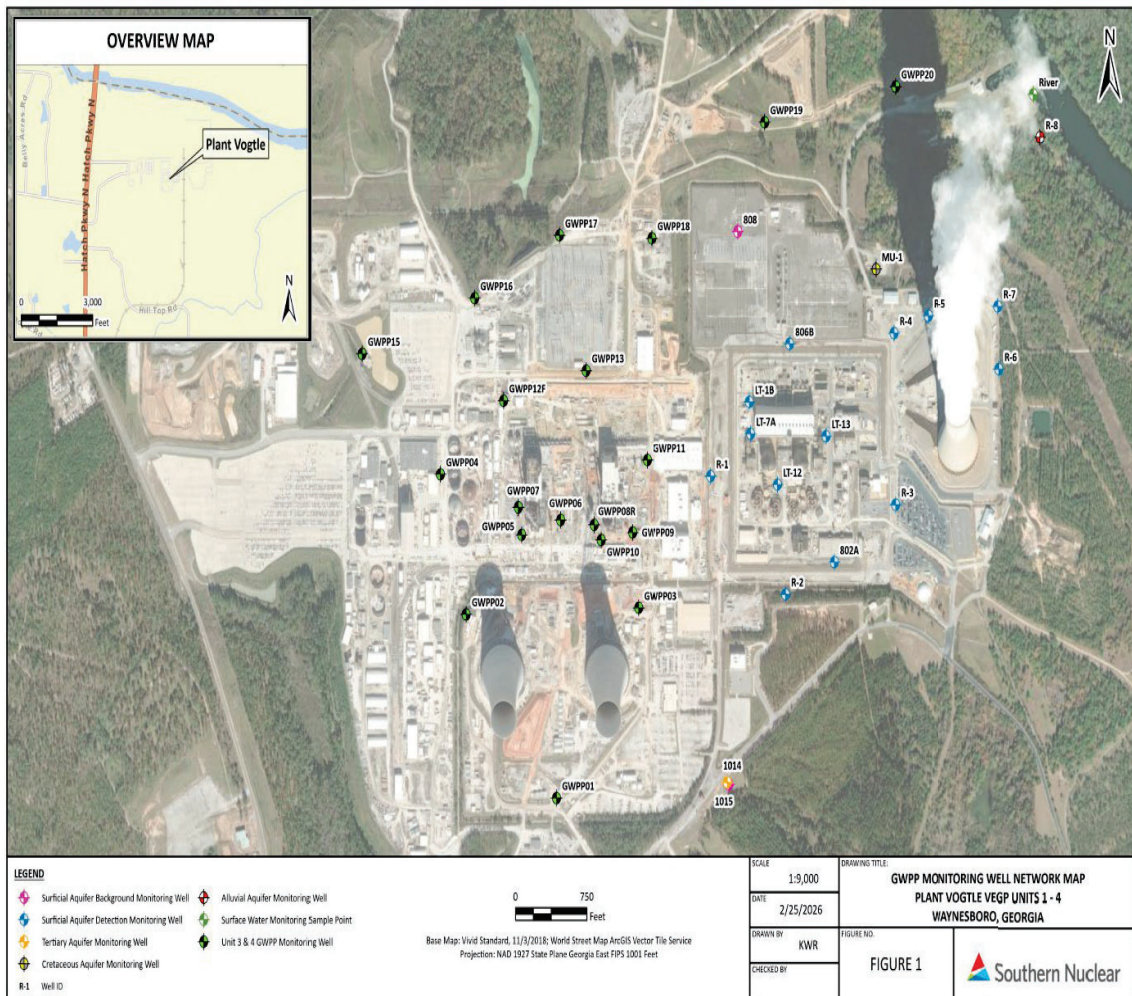 OVERVIEW MAP
Plant Vogtle
Hatch Pkwy N Hatch Pkwy N
Hill Top Rd
0 3,000
Feet
N
N
GWPP20
River
GWPP19
R-8
GWPP17
GWPP18
808
MU-1
GWPP16
R-7
R-5
R-4
806B
GWPP15
GWPP13
R-6
GWPP12F
LT-1B
LT-7A
LT-13
GWPP11
GWPP04
R-1
LT-12
GWPP07
GWPP06
R-3
GWPP08R
GWPP05
GWPP09
GWPP10
802A
R-2
GWPP02
GWPP03
1014
1015
GWPP01
LEGEND
Surficial Aquifer Background Monitoring Well
Surficial Aquifer Detection Monitoring Well
Tertiary Aquifer Monitoring Well
Cretaceous Aquifer Monitoring Well
R-1 Well ID
Alluvial Aquifer Monitoring Well
Surface Water Monitoring Sample Point
Unit 3 & 4 GWPP Monitoring Well
0 750
Feet
Base Map: Vivid Standard, 11/3/2018; World Street Map ArcGIS Vector Tile Service
Projection: NAD 1927 State Plane Georgia East FIPS 1001 Feet
SCALE
1:9,000
DATE
2/25/2026
DRAWN BY
KWR
CHECKED BY
DRAWING TITLE:
GWPP MONITORING WELL NETWORK MAP
PLANT VOGTLE VEGP UNITS 1 - 4
WAYNESBORO, GEORGIA
FIGURE NO.
FIGURE 1
Southern Nuclear